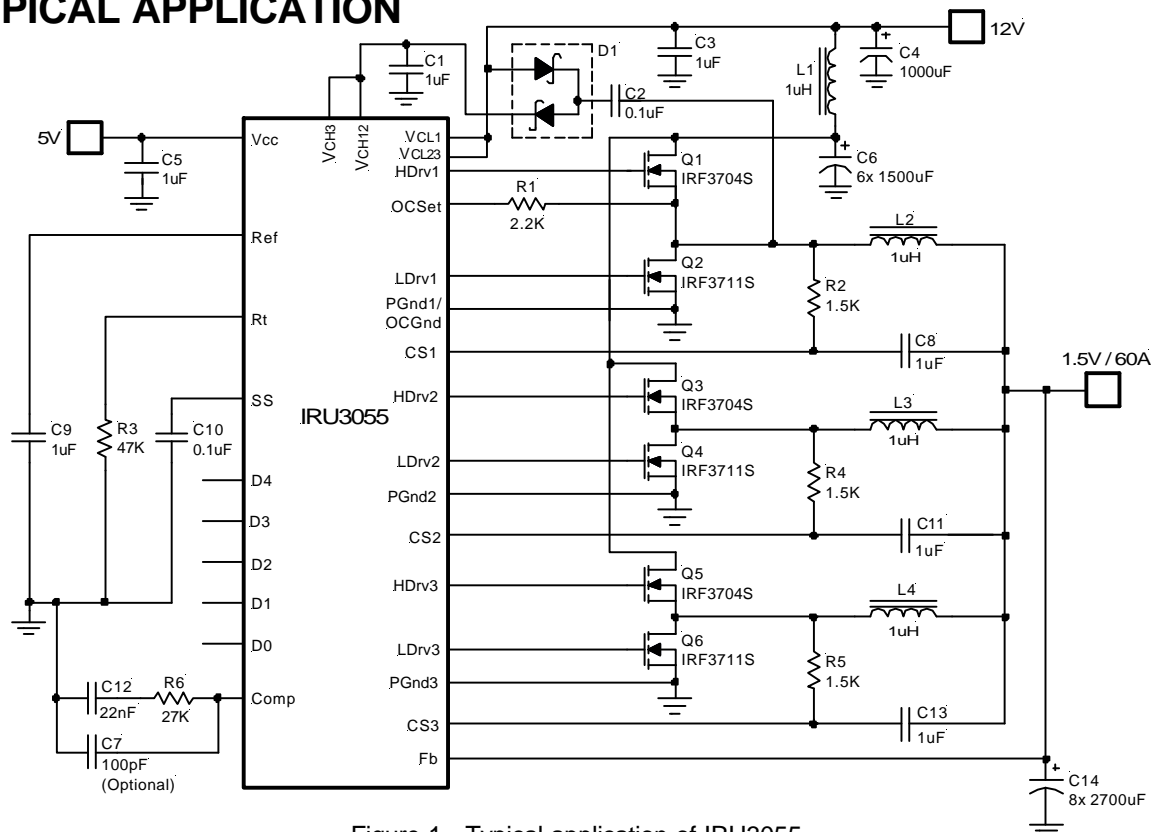 PICAL APPLICATION
12V
C1
1uF
D1
C3
1uF
C4
1000uF
L1
1uH
C2
0.1uF
5V
C5
1uF
Vcc
VCH3
VCH12
VCL1
VCL23
HDrv1
Q1
IRF3704S
C6
6x 1500uF
OCSet
R1
2.2K
Ref
L2
1uH
LDrv1
Q2
IRF3711S
R2
1.5K
PGnd1/
OCGnd
Rt
CS1
C8
1uF
1.5V / 60A
HDrv2
Q3
IRF3704S
SS
IRU3055
L3
1uH
C9
1uF
R3
47K
C10
0.1uF
LDrv2
Q4
IRF3711S
R4
1.5K
D4
PGnd2
D3
CS2
C11
1uF
D2
HDrv3
Q5
IRF3704S
D1
L4
1uH
D0
LDrv3
Q6
IRF3711S
R5
1.5K
PGnd3
C12
22nF
R6
27K
Comp
CS3
C13
1uF
C7
100pF
(Optional)
Fb
C14
8x 2700uF
Figure 1 - Typical application of IRU3055